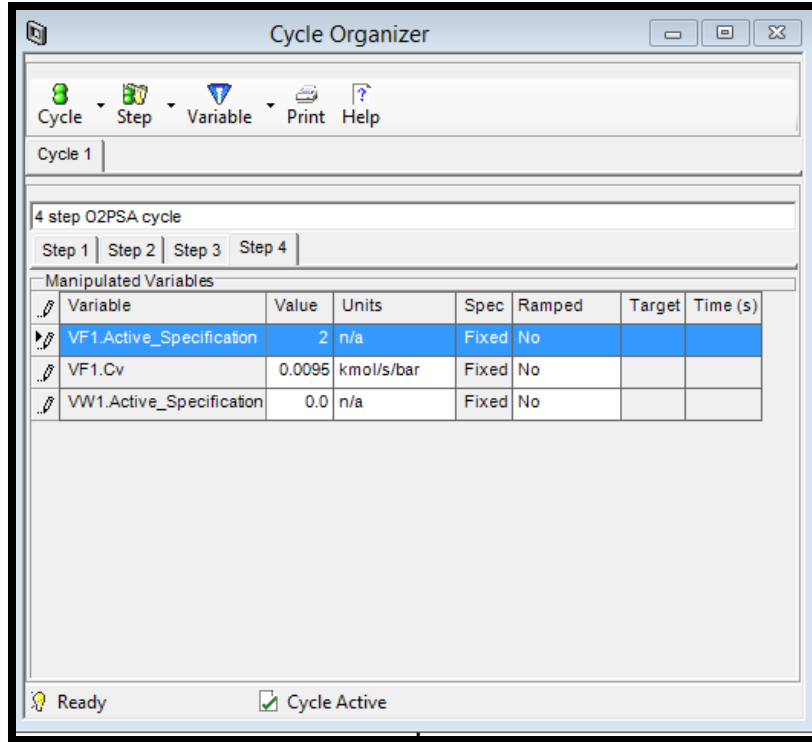 Cycle Organizer
Cycle Step Variable Print Help
Cycle 1
4 step O2PSA cycle
Step 1 Step 2 Step 3 Step 4
Manipulated Variables
Variable Value Units Spec Ramped Target Time (s)
VF1.Active_Specification 2 n/a Fixed No
VF1.Cv 0.0095 kmol/s/bar Fixed No
VW1.Active_Specification 0.0 n/a Fixed No
Ready Cycle Active